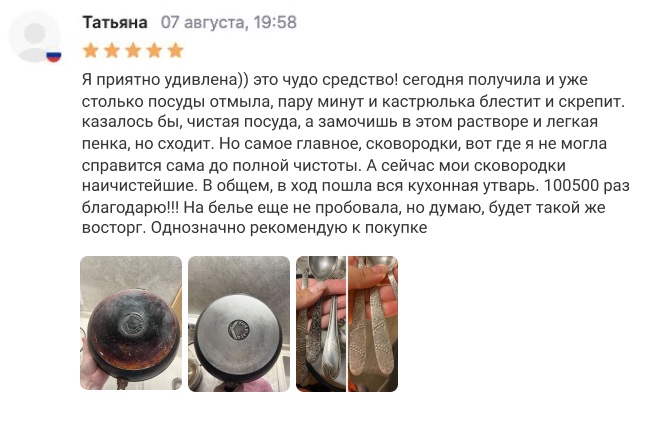 Татьяна 07 августа, 19:58
Я приятно удивлена)) это чудо средство! сегодня получила и уже
столько посуды отмыла, пару минут и кастрюлька блестит и скрепит.
казалось бы, чистая посуда, а замочишь в этом растворе и легкая
пенка, но сходит. Но самое главное, сковородки, вот где я не могла
справится сама до полной чистоты. А сейчас мои сковородки
наичистейшие. В общем, в ход пошла вся кухонная утварь. 100500 раз
благодарю!!! На белье еще не пробовала, но думаю, будет такой же
восторг. Однозначно рекомендую к покупке